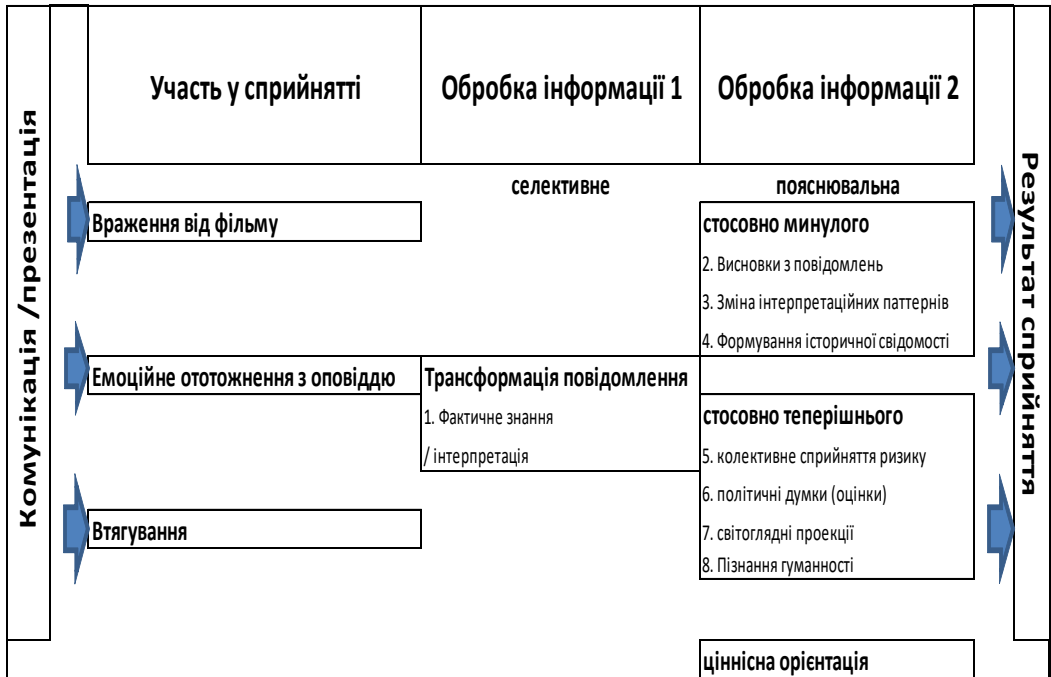 Комунікація /презентація
Участь у сприйнятті
Обробка інформації 1
Обробка інформації 2
селективне
пояснювальна
Враження від фільму
стосовно минулого
2. Висновки з повідомлень
3. Зміна інтерпретаційних паттернів
4. Формування історичної свідомості
Емоційне ототожнення з оповіддю
Трансформація повідомлення
1. Фактичне знання
/ інтерпретація
стосовно теперішнього
5. колективне сприйняття ризику
6. політичні думки (оцінки)
7. світоглядні проекції
8. Пізнання гуманності
Втягування
ціннісна орієнтація
Результат сприйняття